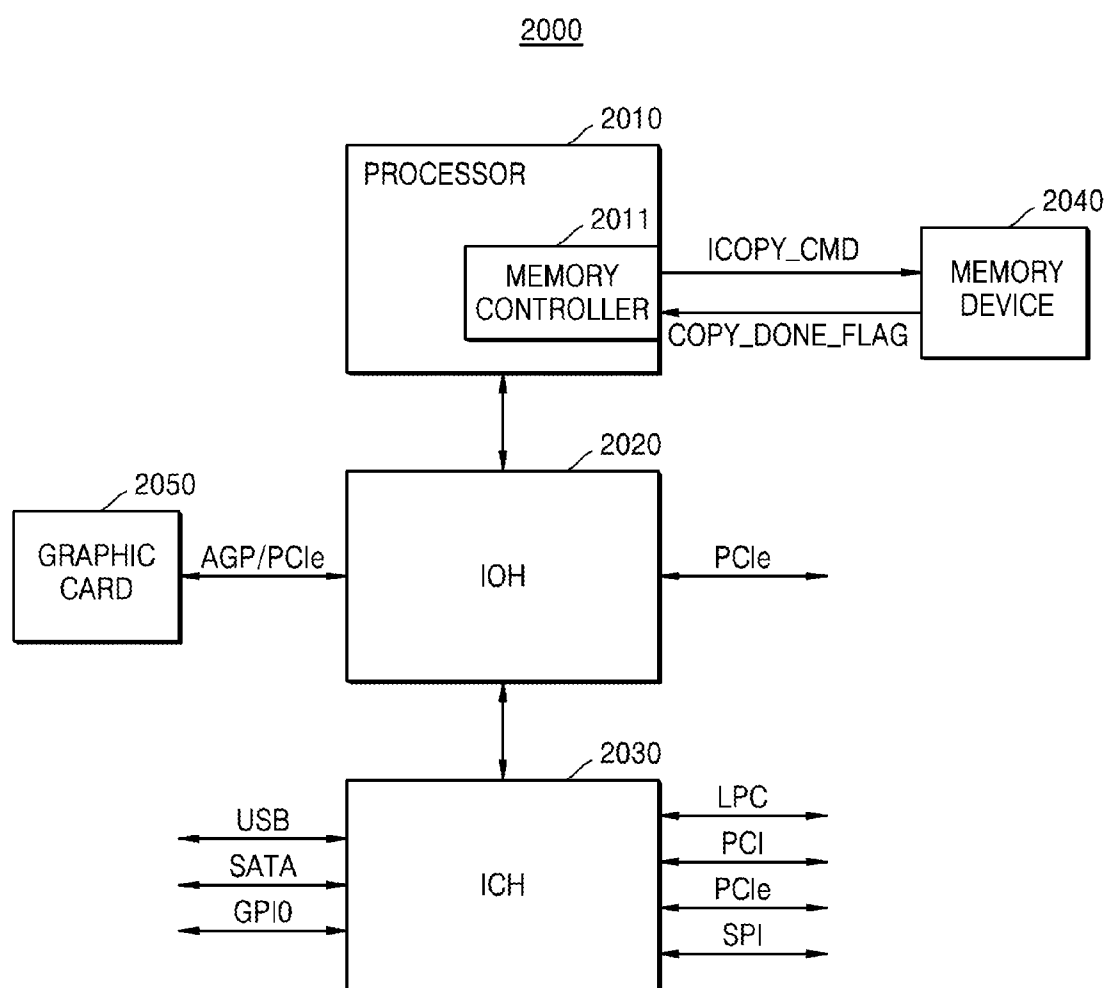 2000
2010
PROCESSOR
2011
MEMORY
CONTROLLER
ICOPY_CMD
COPY_DONE_FLAG
2040
MEMORY
DEVICE
2020
2050
GRAPHIC
CARD
AGP/PCIe
IOH
PCIe
2030
USB
SATA
GPIO
ICH
LPC
PCI
PCIe
SPI